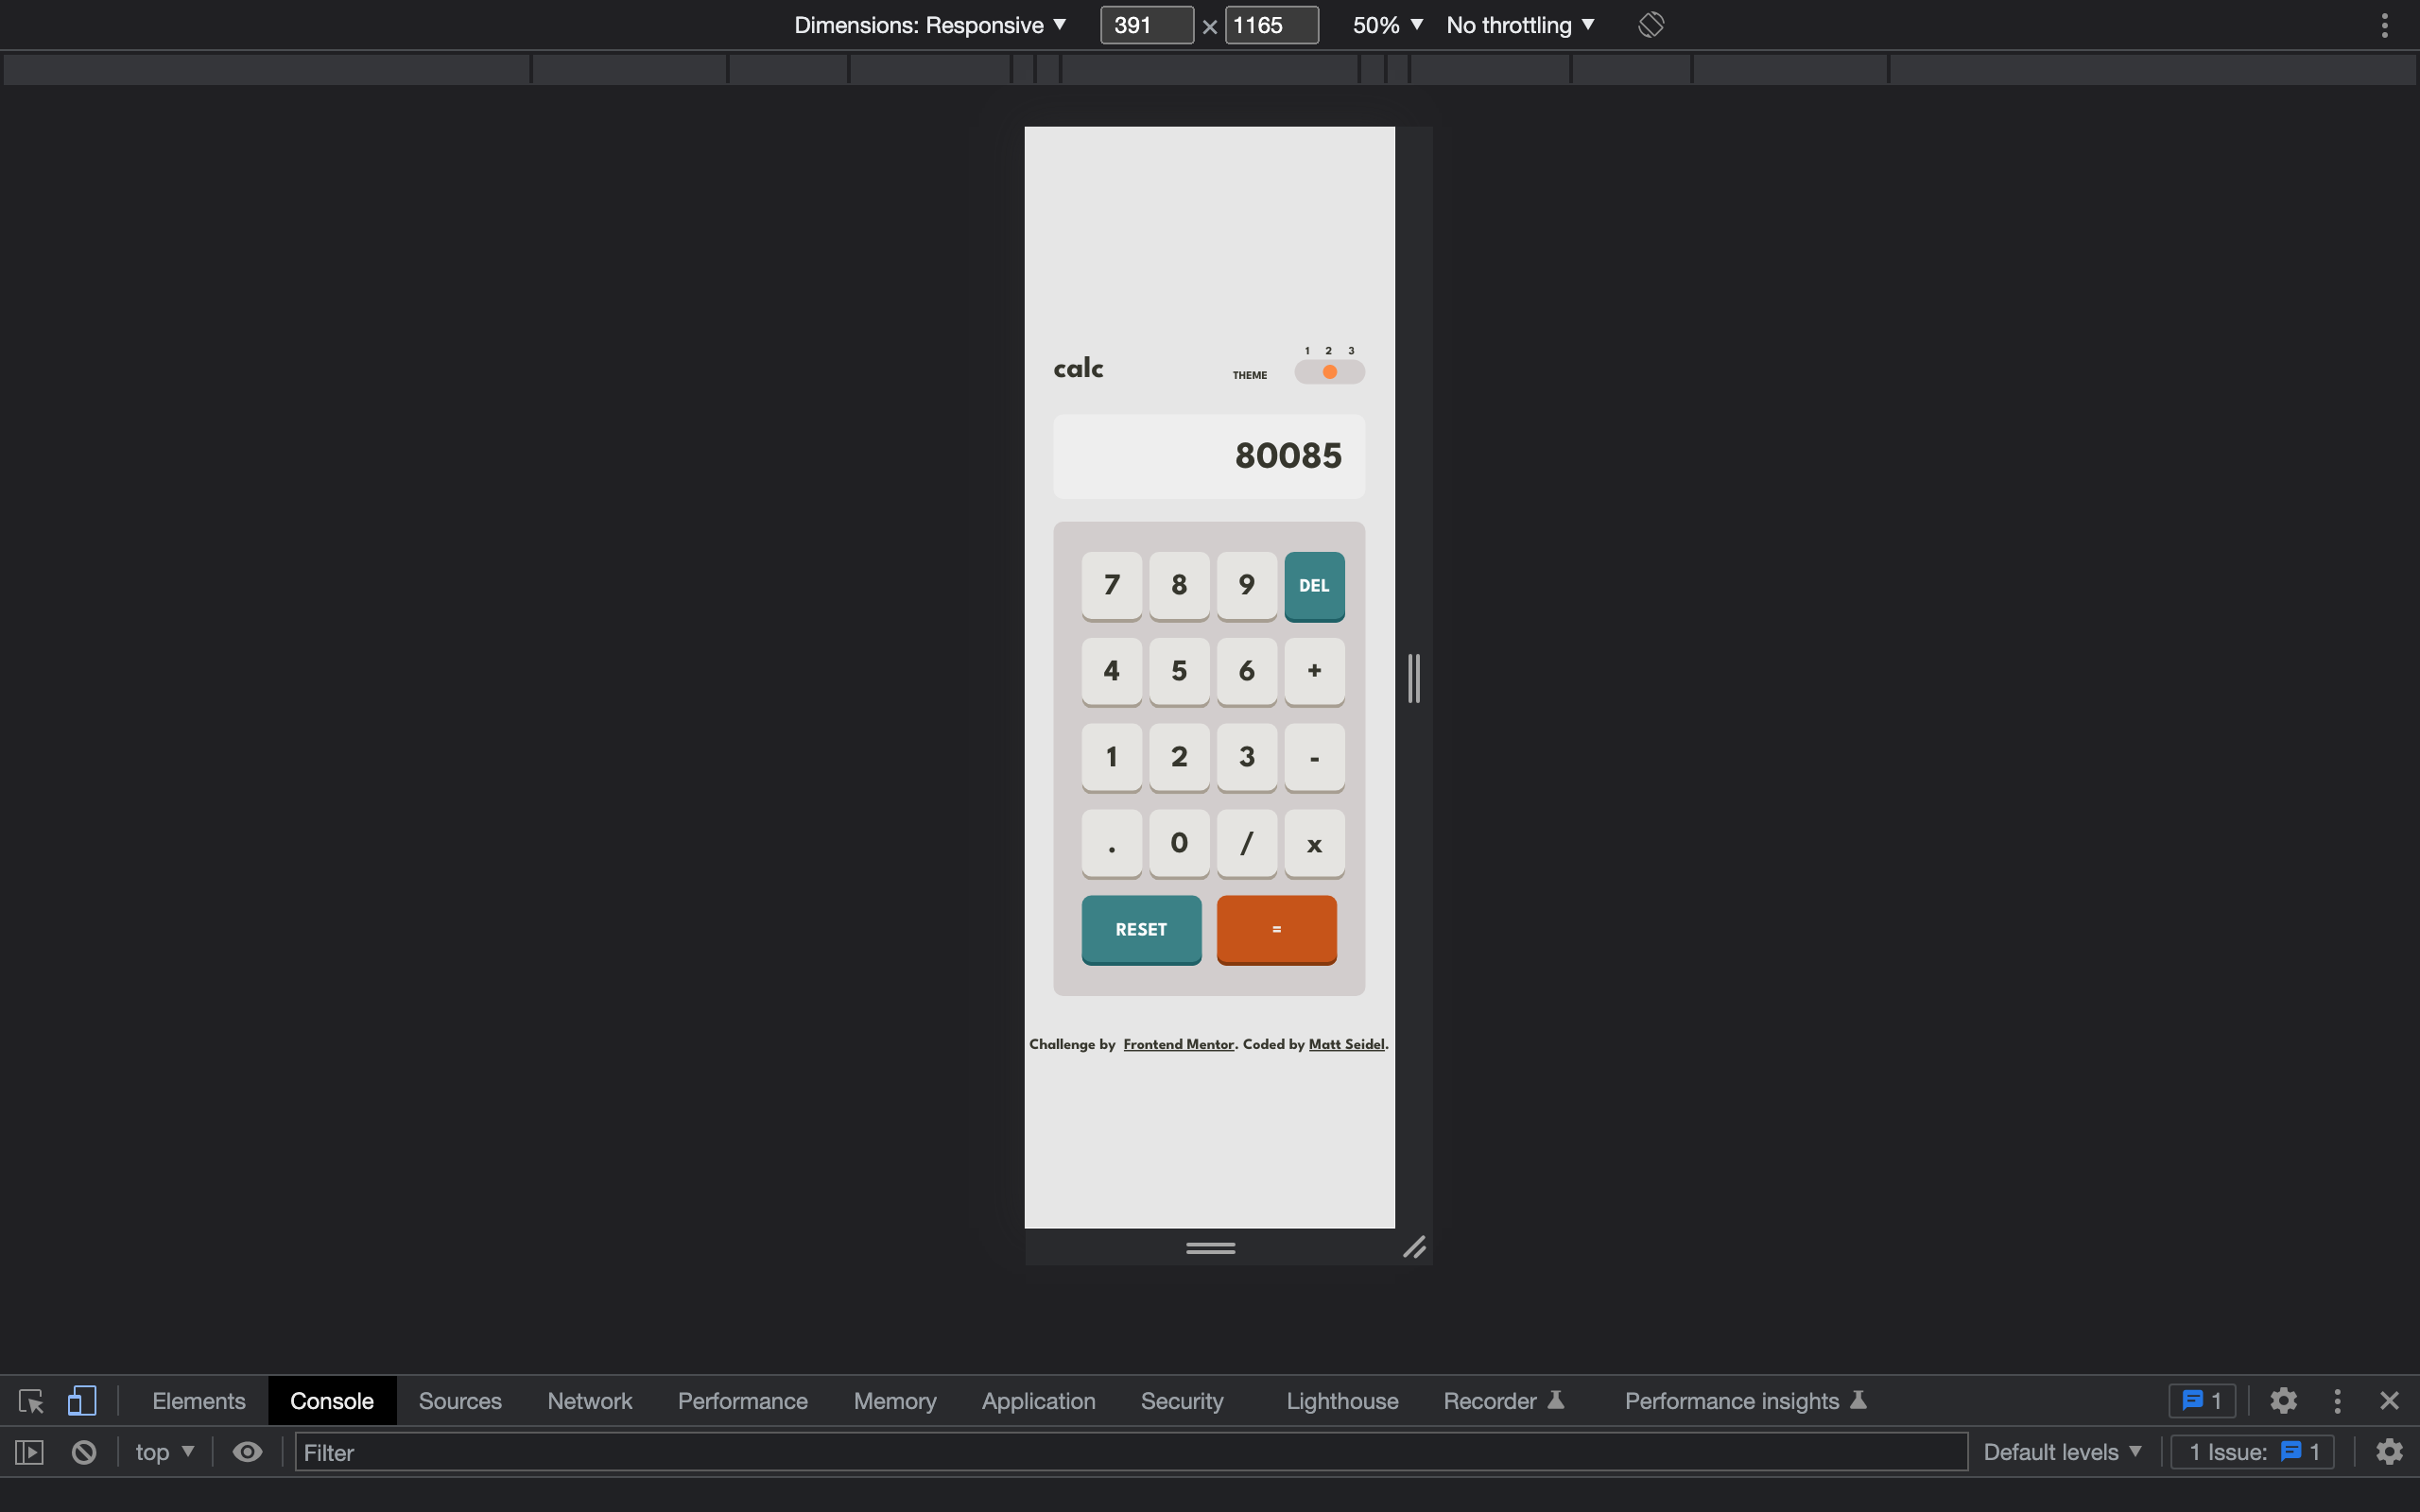 Dimensions: Responsive ▼ 391 × 1165 50% ▼ No throttling ▼
1 2 3
calc THEME
80085
7 8 9 DEL
4 5 6 +
1 2 3 -
. 0 / x
RESET =
Challenge by Frontend Mentor. Coded by Matt Seidel.
Elements Console Sources Network Performance Memory Application Security Lighthouse Recorder Performance insights 1
top ▼ Filter Default levels ▼ 1 Issue: 1